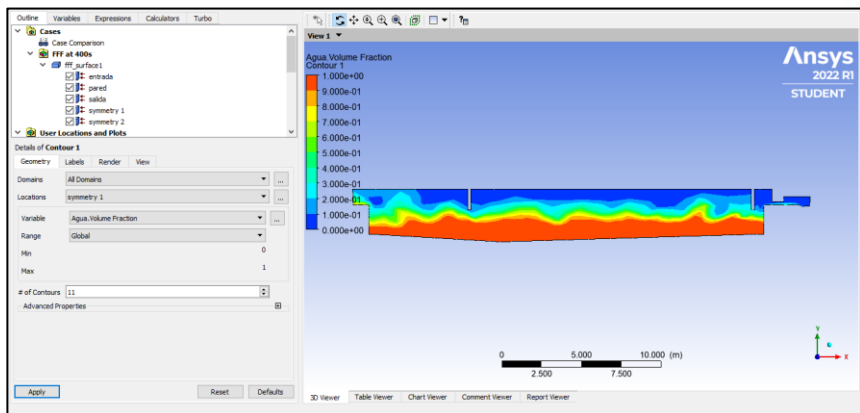 Outline Variables Expressions Calculators Turbo
Cases
Case Comparison
FFF at 400s
fff_surface1
entrada
pared
salida
symmetry 1
symmetry 2
User Locations and Plots
Details of Contour 1
Geometry Labels Render View
Domains All Domains ...
Locations symmetry 1 ...
Variable Agua.Volume Fraction ...
Range Global
Min 0
Max 1
# of Contours 11
Advanced Properties
Apply Reset Defaults
View 1
Agua.Volume Fraction
Contour 1
1.000e+00
9.000e-01
8.000e-01
7.000e-01
6.000e-01
5.000e-01
4.000e-01
3.000e-01
2.000e-01
1.000e-01
0.000e+00
Ansys
2022 R1
STUDENT
0 5.000 10.000 (m)
2.500 7.500
Y
X
3D Viewer Table Viewer Chart Viewer Comment Viewer Report Viewer